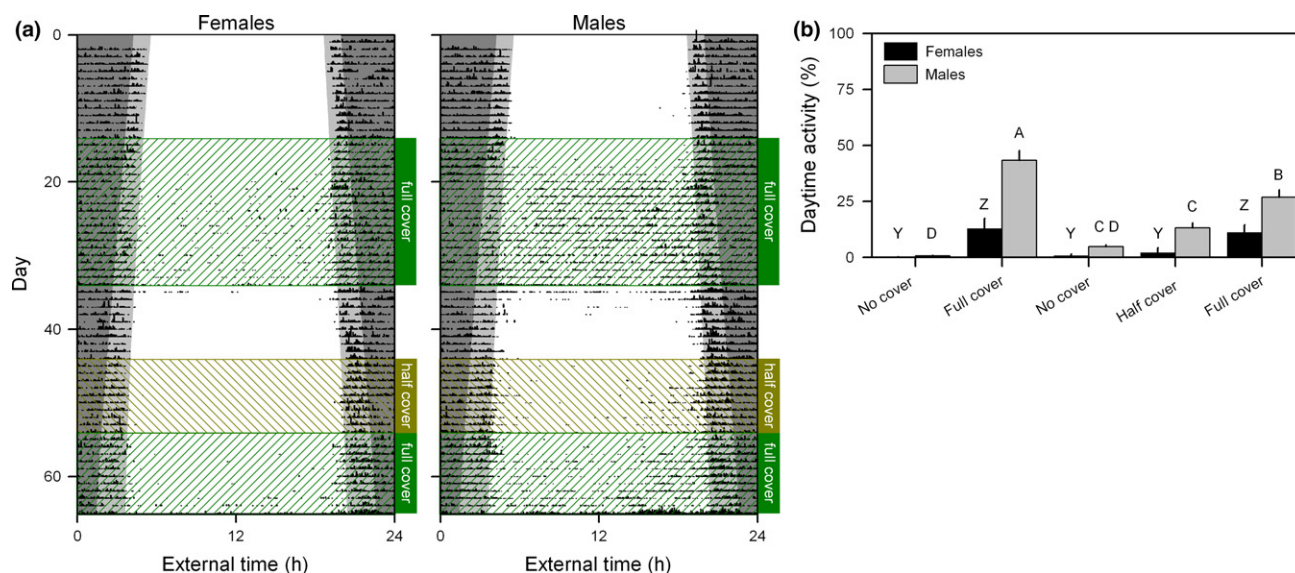 (a)
Females
Males
0
20
40
60
Day
full cover
half cover
full cover
full cover
half cover
full cover
0
12
24
0
12
24
External time (h)
External time (h)
(b)
100
75
50
25
0
Daytime activity (%)
Females
Males
Y
D
Z
A
Y
C D
Y
C
Z
B
No cover
Full cover
No cover
Half cover
Full cover